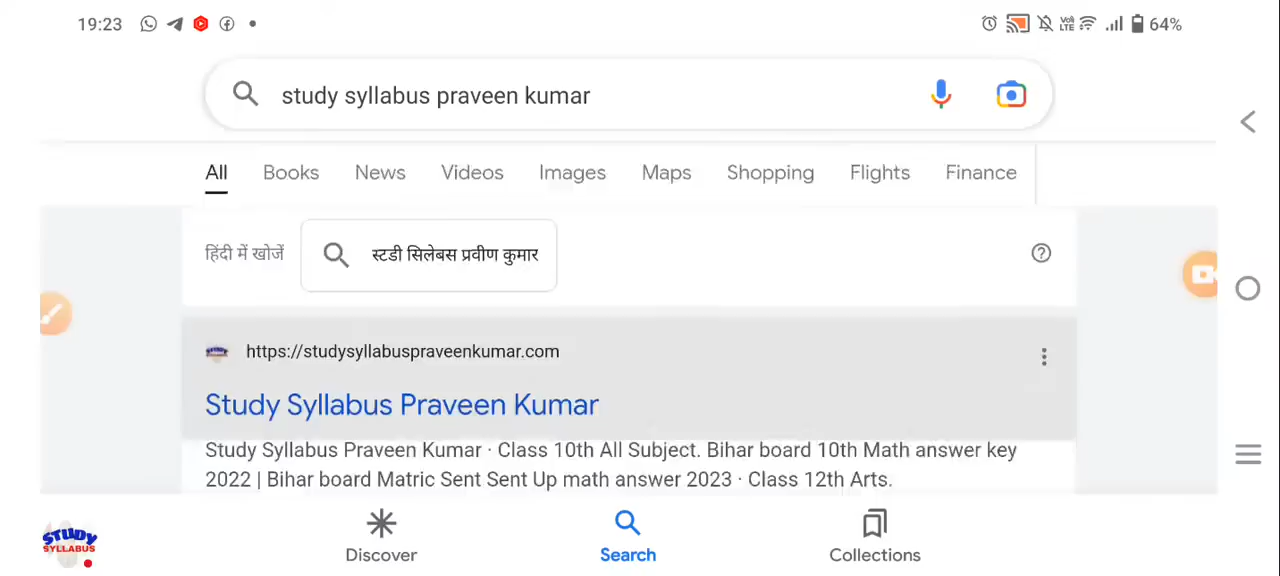 19:23 VoD LTE 64%
study syllabus praveen kumar
All Books News Videos Images Maps Shopping Flights Finance
हिंदी में खोजें स्टडी सिलेबस प्रवीण कुमार
https://studysyllabuspraveenkumar.com
Study Syllabus Praveen Kumar
Study Syllabus Praveen Kumar · Class 10th All Subject. Bihar board 10th Math answer key
2022 | Bihar board Matric Sent Sent Up math answer 2023 · Class 12th Arts.
STUDY
SYLLABUS
Discover Search Collections